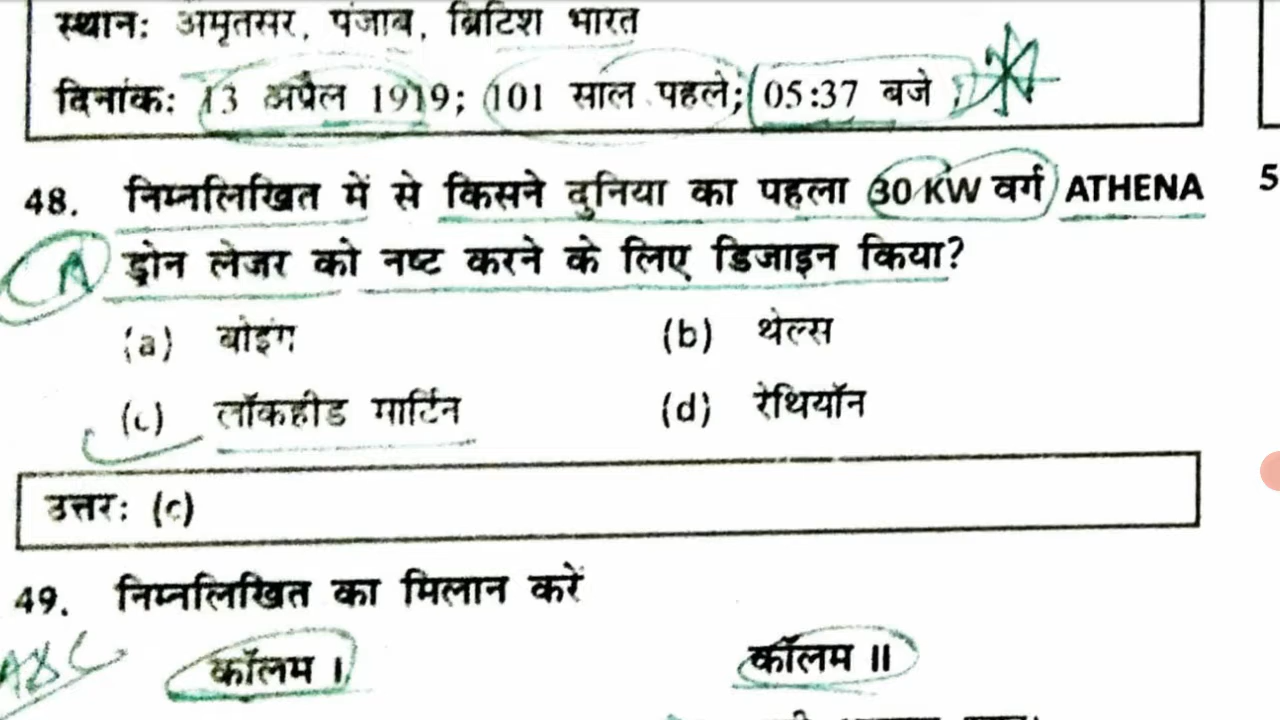 स्थान: अमृतसर, पंजाब, ब्रिटिश भारत
दिनांक: 13 अप्रैल 1919; 101 साल पहले; 05:37 बजे
48. निम्नलिखित में से किसने दुनिया का पहला 30 KW वर्ग ATHENA
ड्रोन लेजर को नष्ट करने के लिए डिजाइन किया?
(a) बोइंग (b) थेल्स
(c) लॉकहीड मार्टिन (d) रेथियॉन
उत्तर: (c)
49. निम्नलिखित का मिलान करें
कॉलम I कॉलम II
5